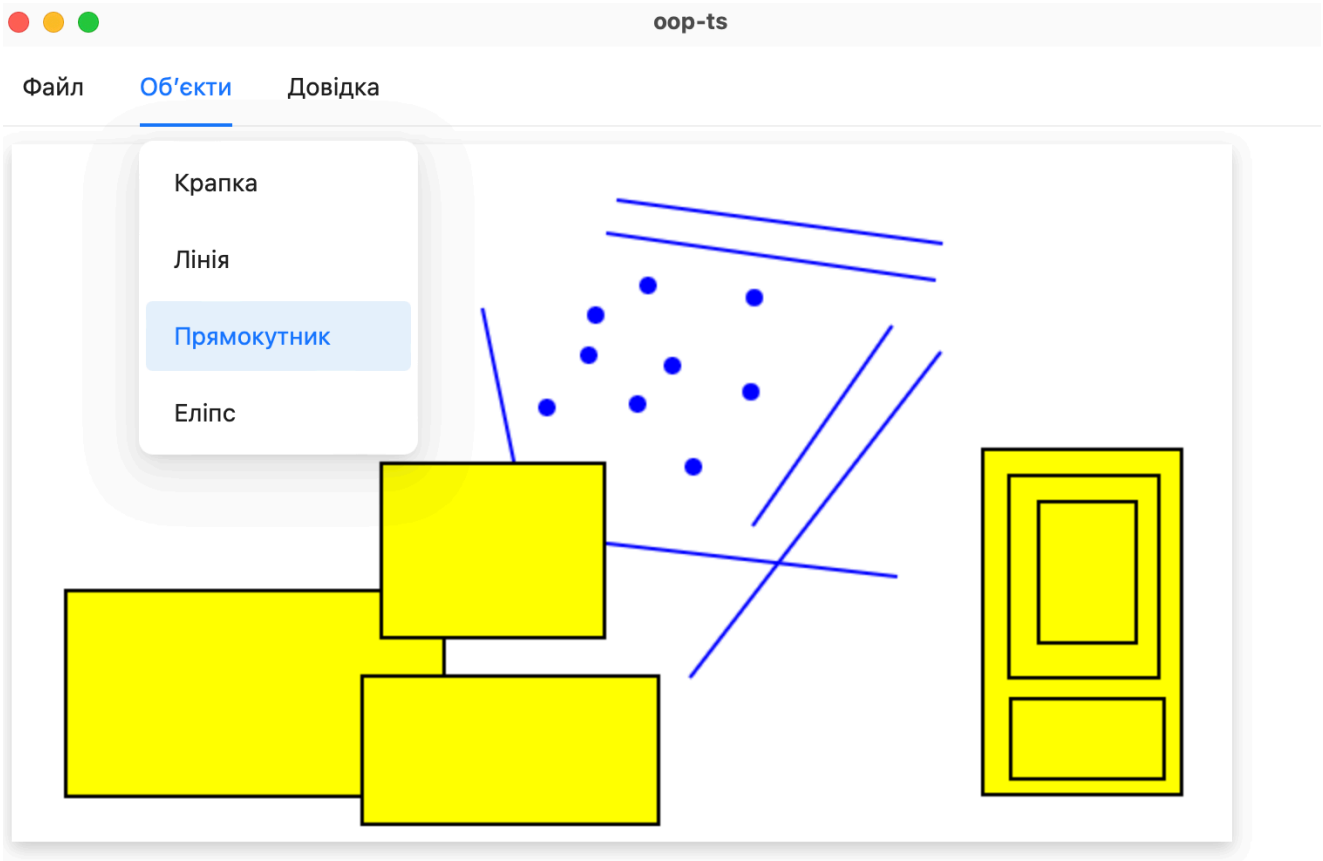 oop-ts
Файл Об’єкти Довідка
Крапка
Лінія
Прямокутник
Еліпс